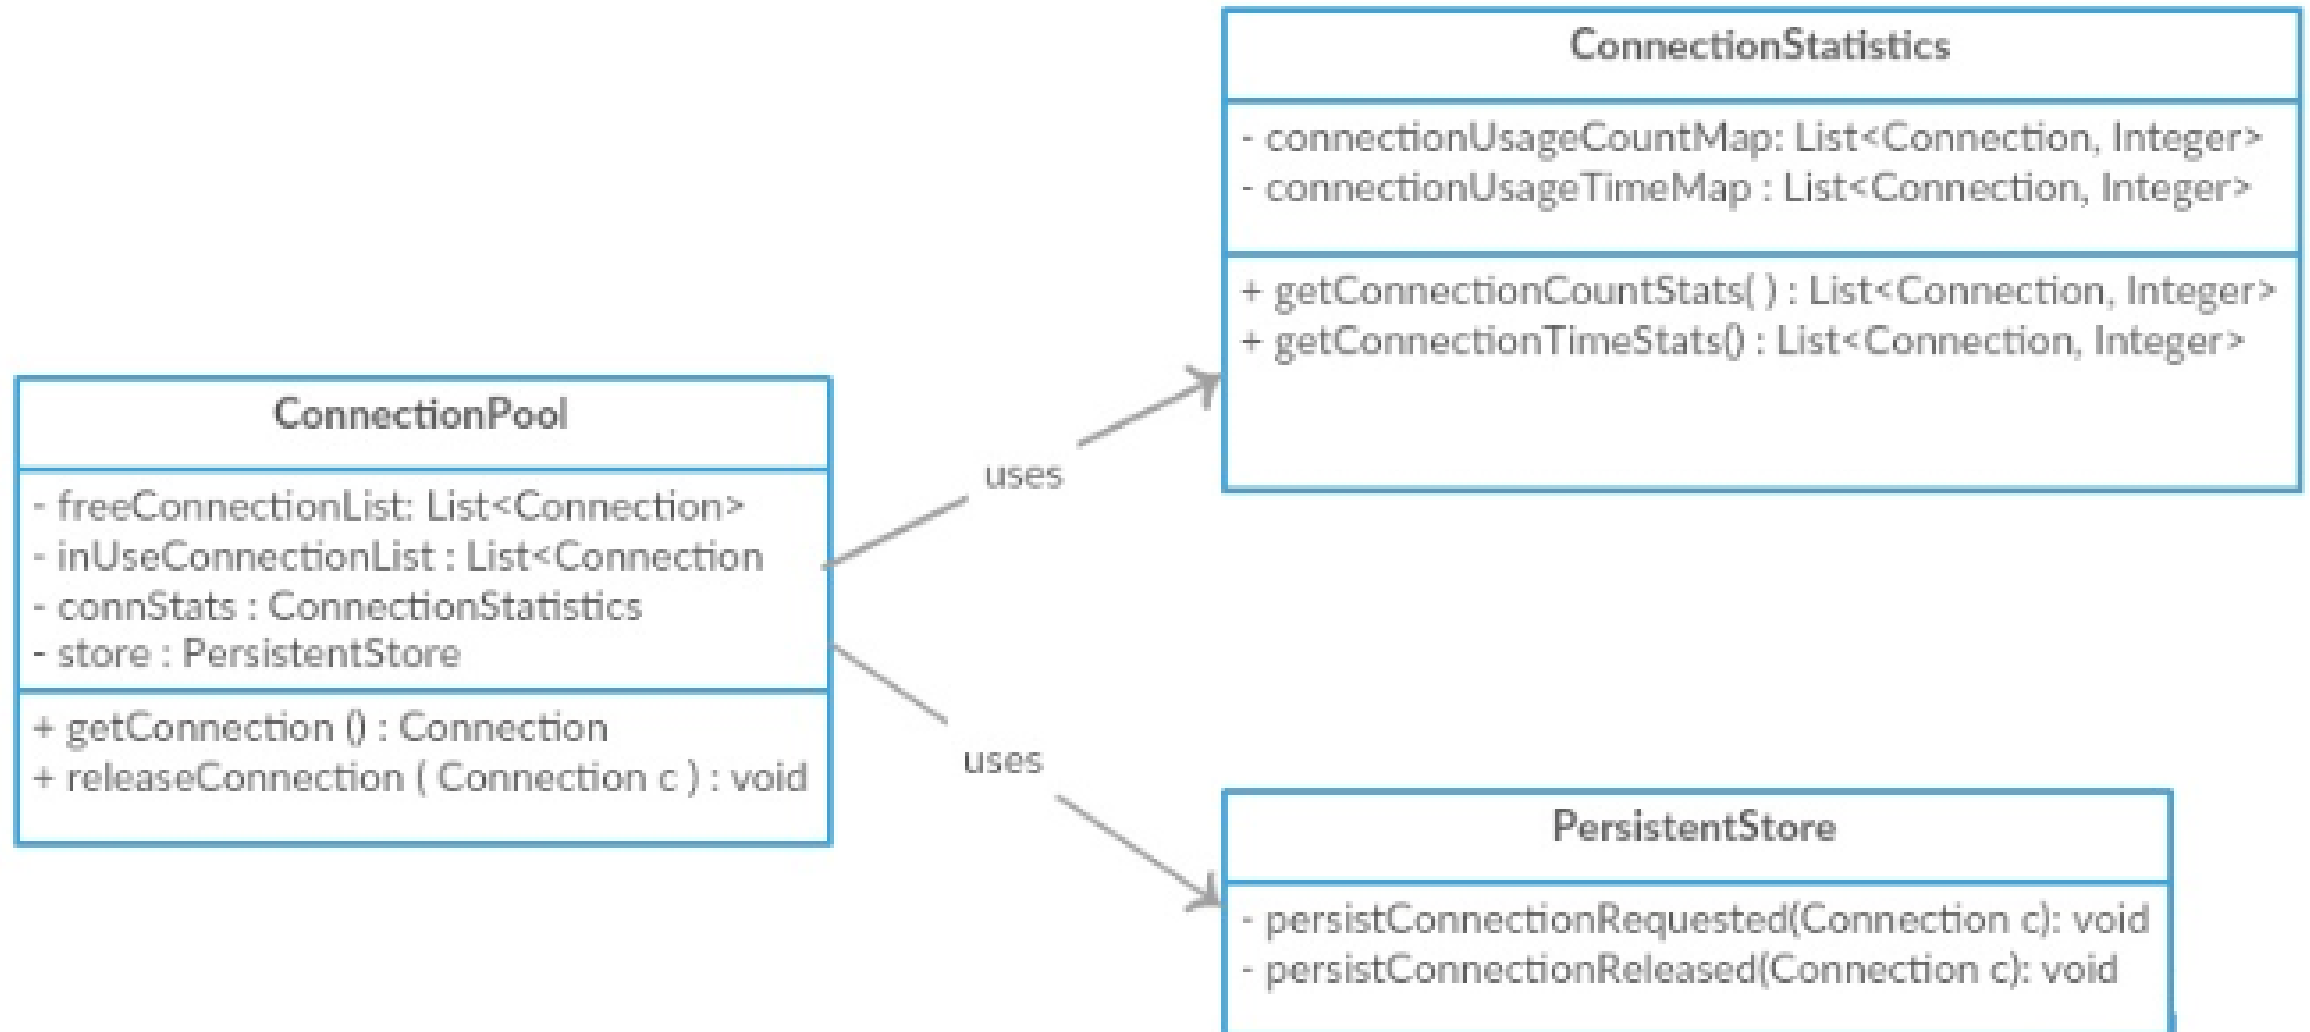 ConnectionStatistics
- connectionUsageCountMap: List<Connection, Integer>
- connectionUsageTimeMap : List<Connection, Integer>
+ getConnectionCountStats( ) : List<Connection, Integer>
+ getConnectionTimeStats() : List<Connection, Integer>
ConnectionPool
- freeConnectionList: List<Connection>
- inUseConnectionList : List<Connection
- connStats : ConnectionStatistics
- store : PersistentStore
+ getConnection () : Connection
+ releaseConnection ( Connection c ) : void
uses
uses
PersistentStore
- persistConnectionRequested(Connection c): void
- persistConnectionReleased(Connection c): void